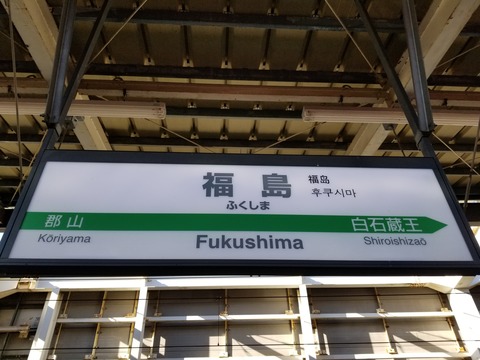 福島
福岛
후쿠시마
ふくしま
郡山
白石蔵王
Kōriyama
Fukushima
Shiroishizaō